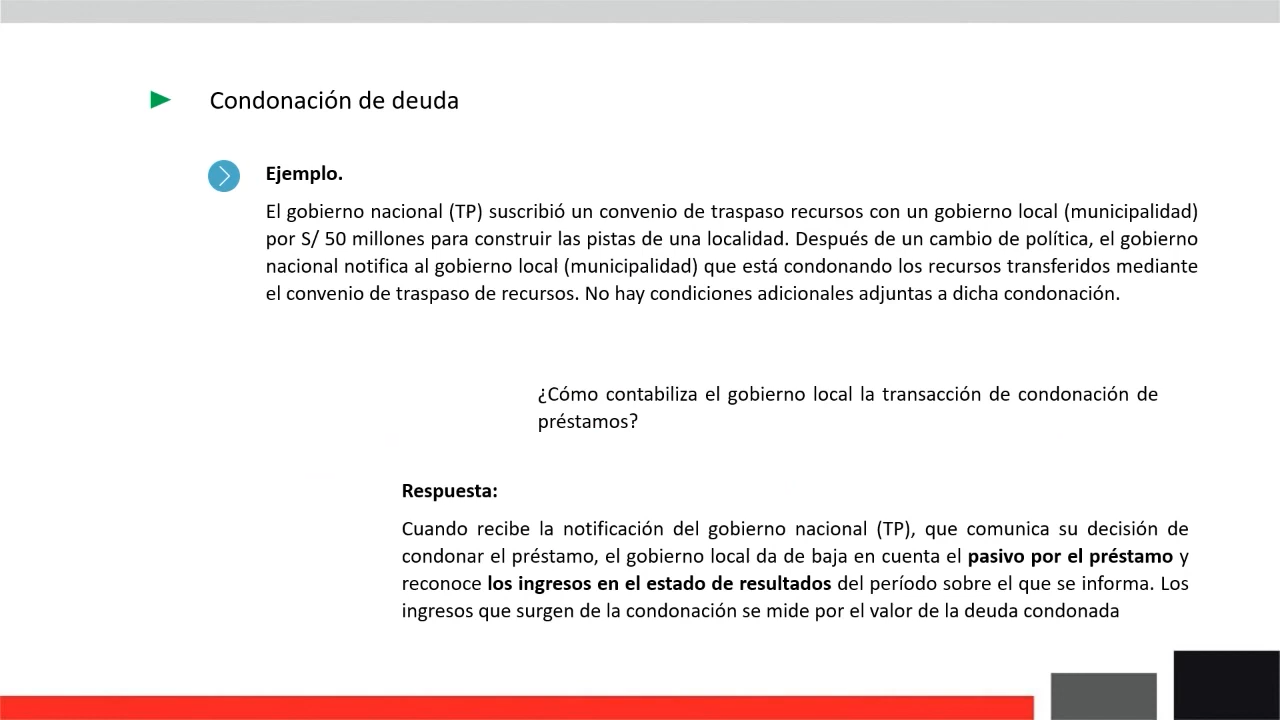 Condonación de deuda
Ejemplo.
El gobierno nacional (TP) suscribió un convenio de traspaso recursos con un gobierno local (municipalidad)
por S/ 50 millones para construir las pistas de una localidad. Después de un cambio de política, el gobierno
nacional notifica al gobierno local (municipalidad) que está condonando los recursos transferidos mediante
el convenio de traspaso de recursos. No hay condiciones adicionales adjuntas a dicha condonación.
¿Cómo contabiliza el gobierno local la transacción de condonación de
préstamos?
Respuesta:
Cuando recibe la notificación del gobierno nacional (TP), que comunica su decisión de
condonar el préstamo, el gobierno local da de baja en cuenta el pasivo por el préstamo y
reconoce los ingresos en el estado de resultados del período sobre el que se informa. Los
ingresos que surgen de la condonación se mide por el valor de la deuda condonada